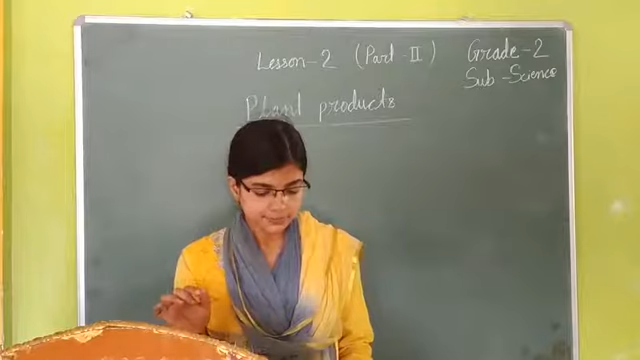 Lesson - 2 (Part - II)
Grade - 2
Sub - Science
Plant products